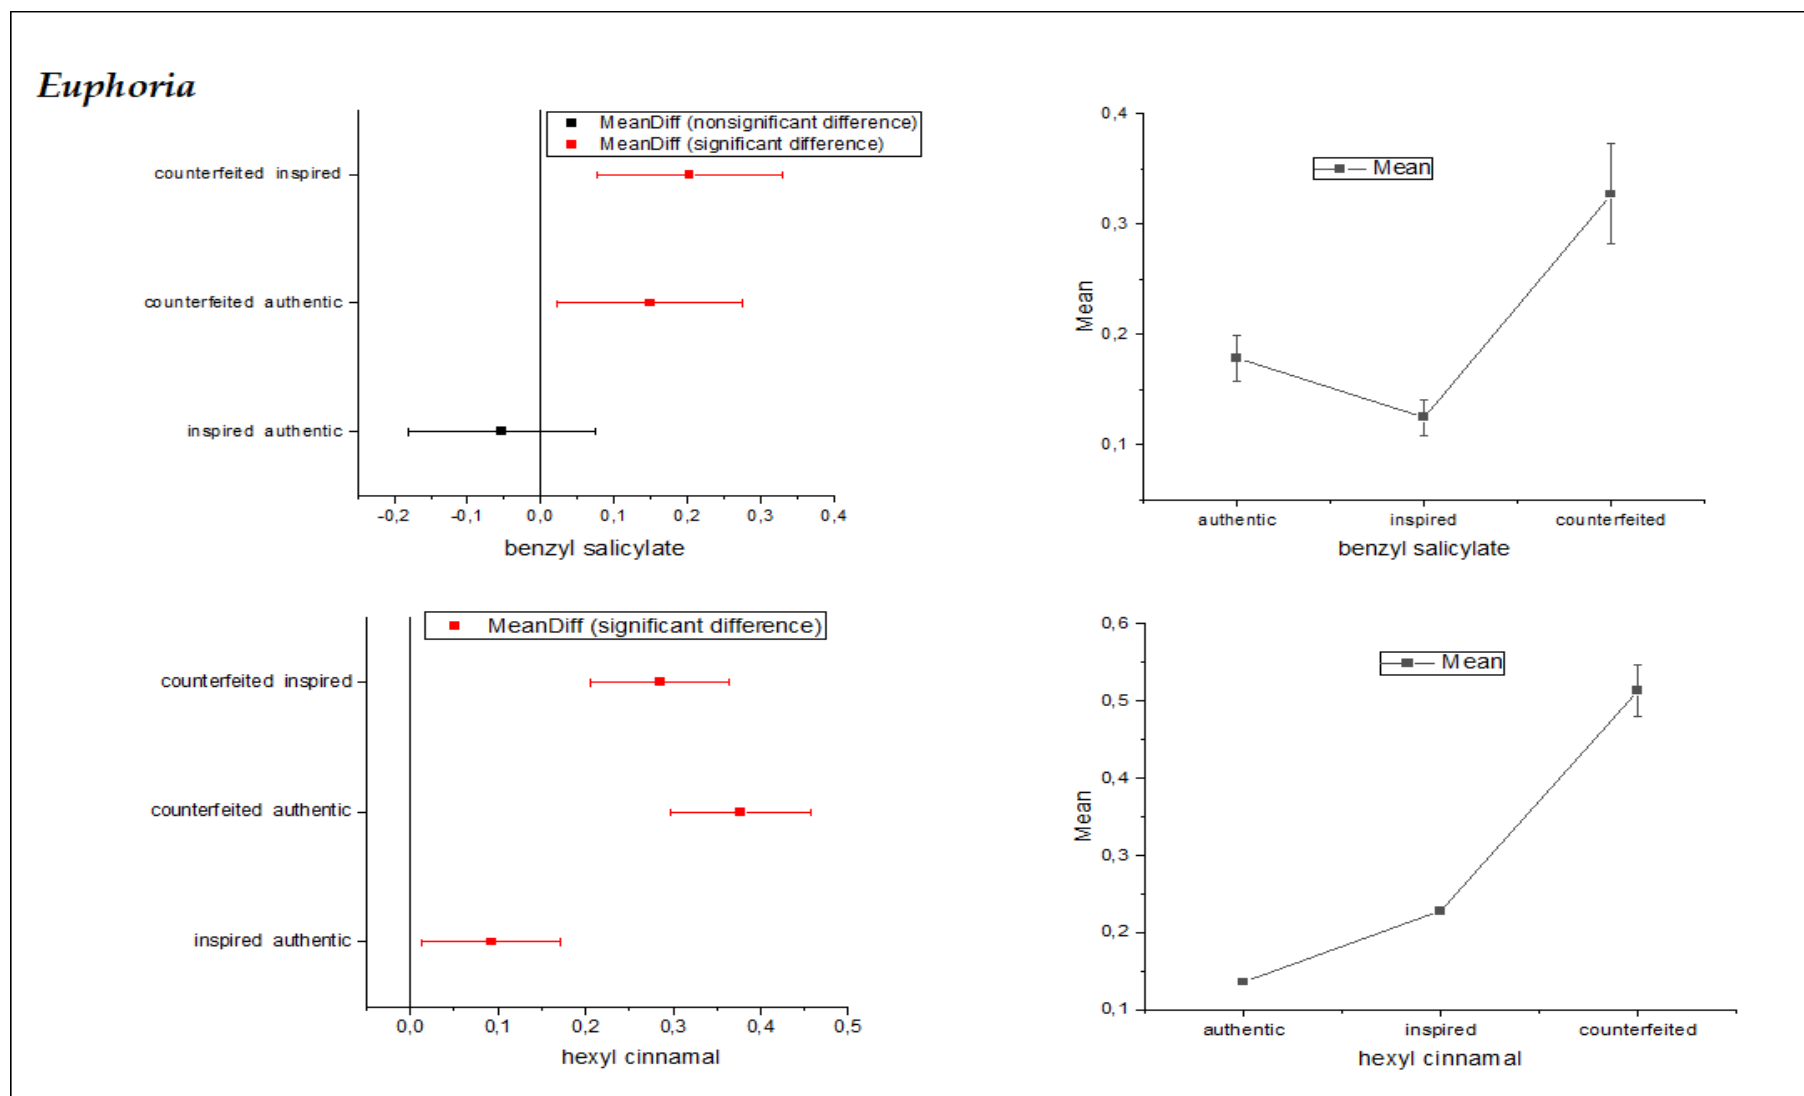 Euphoria
MeanDiff (nonsignificant difference)
MeanDiff (significant difference)
counterfeited inspired
counterfeited authentic
inspired authentic
-0,2 -0,1 0,0 0,1 0,2 0,3 0,4
benzyl salicylate
0,4
0,3
0,2
0,1
Mean
Mean
authentic inspired counterfeited
benzyl salicylate
MeanDiff (significant difference)
counterfeited inspired
counterfeited authentic
inspired authentic
0,0 0,1 0,2 0,3 0,4 0,5
hexyl cinnamal
0,6
0,5
0,4
0,3
0,2
0,1
Mean
Mean
authentic inspired counterfeited
hexyl cinnamal